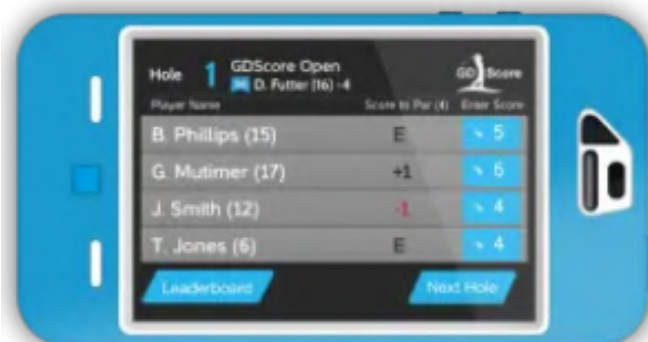 Hole 1 GDScore Open
D. Futter (16) -4
GD Score
Player Name Score to Par (4) Enter Score
B. Phillips (15) E 5
G. Mutimer (17) +1 6
J. Smith (12) -1 4
T. Jones (6) E 4
Leaderboard Next Hole